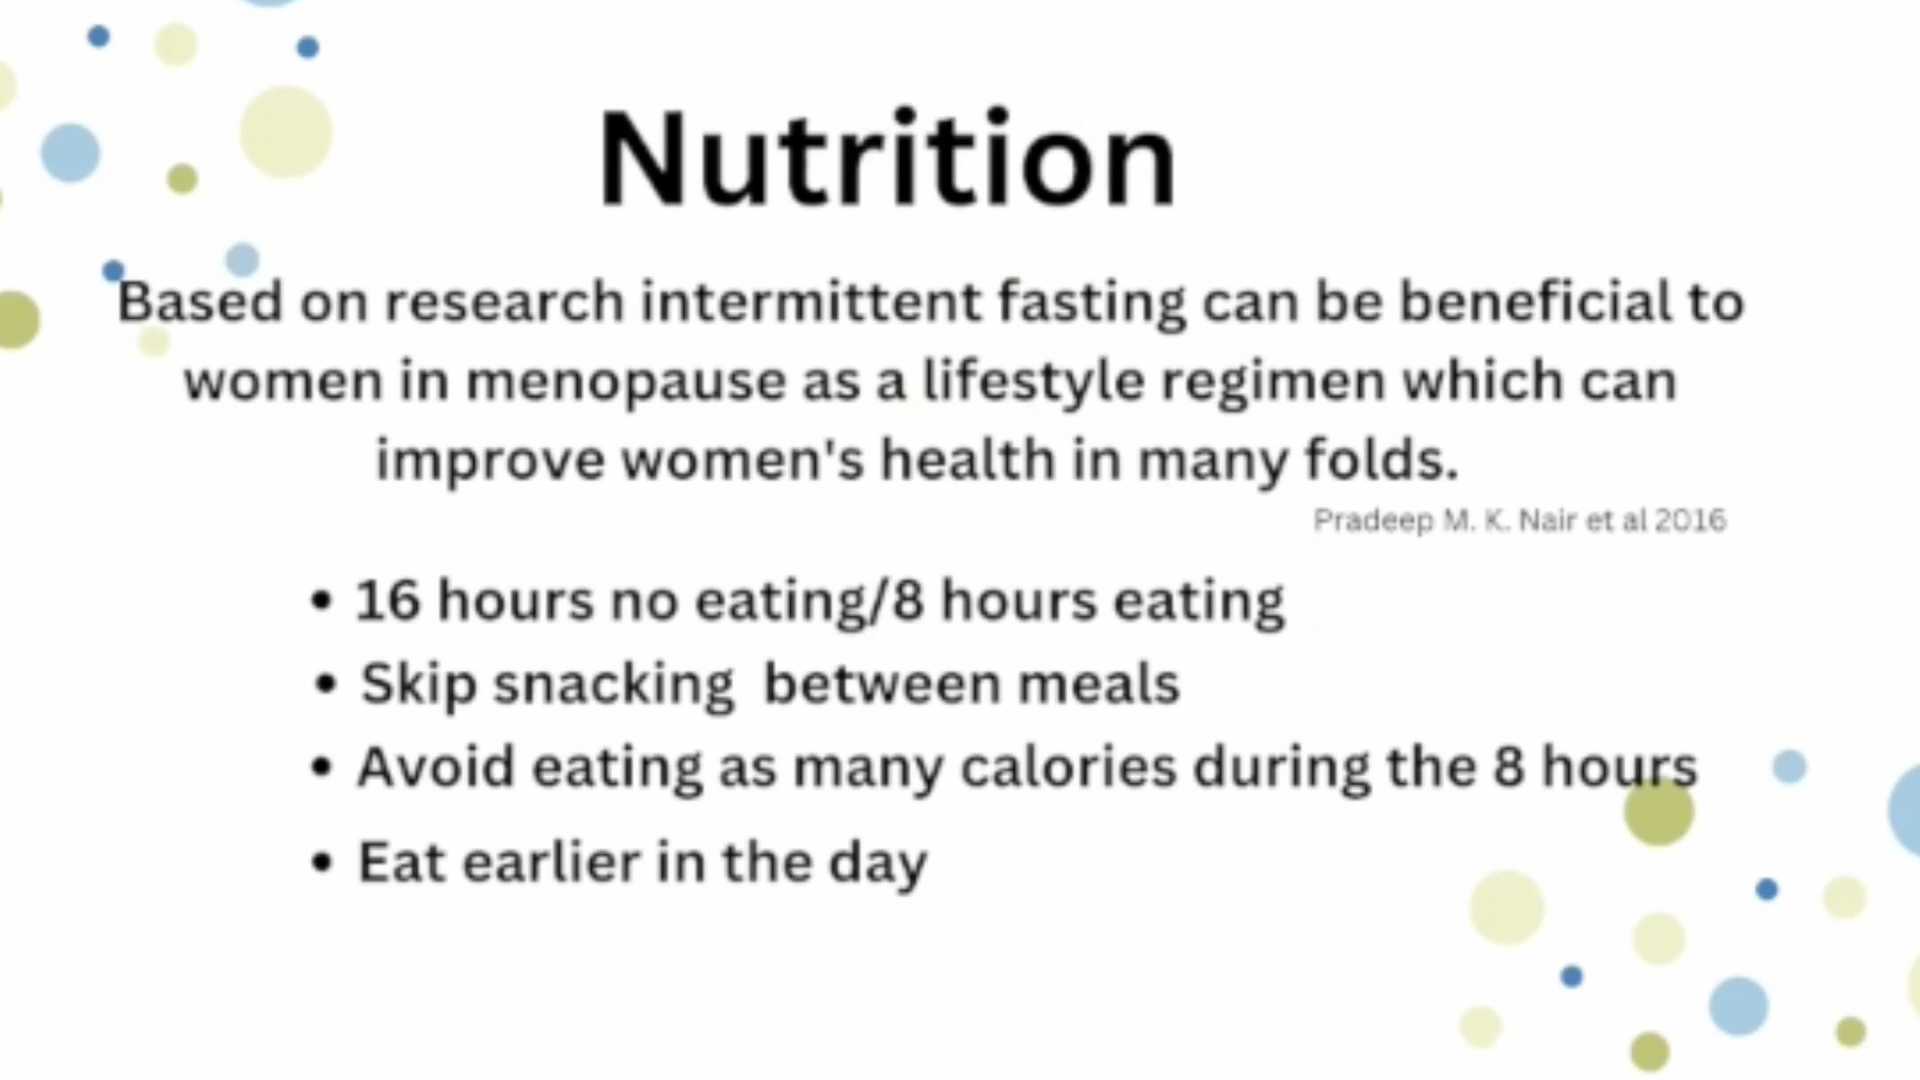 Nutrition
Based on research intermittent fasting can be beneficial to
women in menopause as a lifestyle regimen which can
improve women's health in many folds.
Pradeep M. K. Nair et al 2016
• 16 hours no eating/8 hours eating
• Skip snacking  between meals
• Avoid eating as many calories during the 8 hours
• Eat earlier in the day